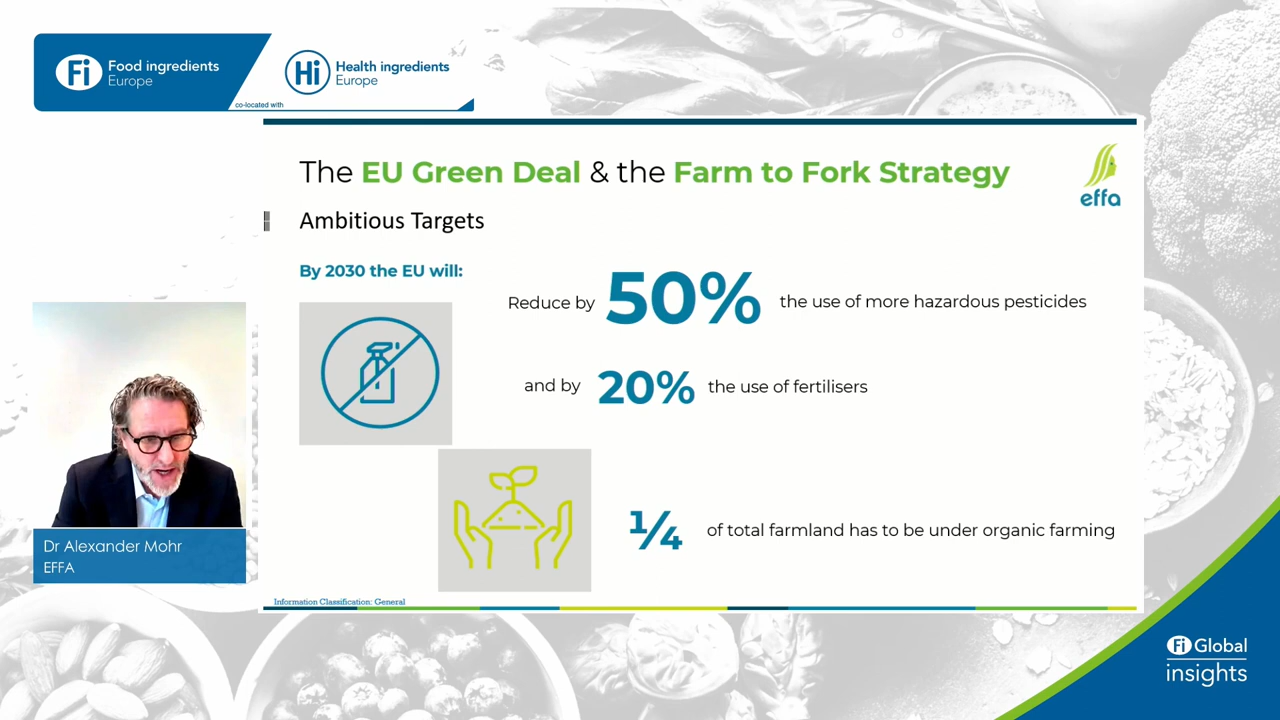 Fi Food ingredients
Europe
co-located with
Hi Health ingredients
Europe
The EU Green Deal & the Farm to Fork Strategy
effa
Ambitious Targets
By 2030 the EU will:
Reduce by 50% the use of more hazardous pesticides
and by 20% the use of fertilisers
¼ of total farmland has to be under organic farming
Information Classification: General
Dr Alexander Mohr
EFFA
Fi Global
insights